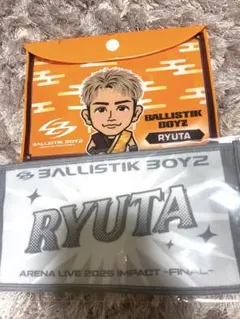 BALLISTIK BOYZ
BALLISTIK
BOYZ
RYUTA
BALLISTIK BOYZ
RYUTA
ARENA LIVE 2025 IMPACT -FINAL-